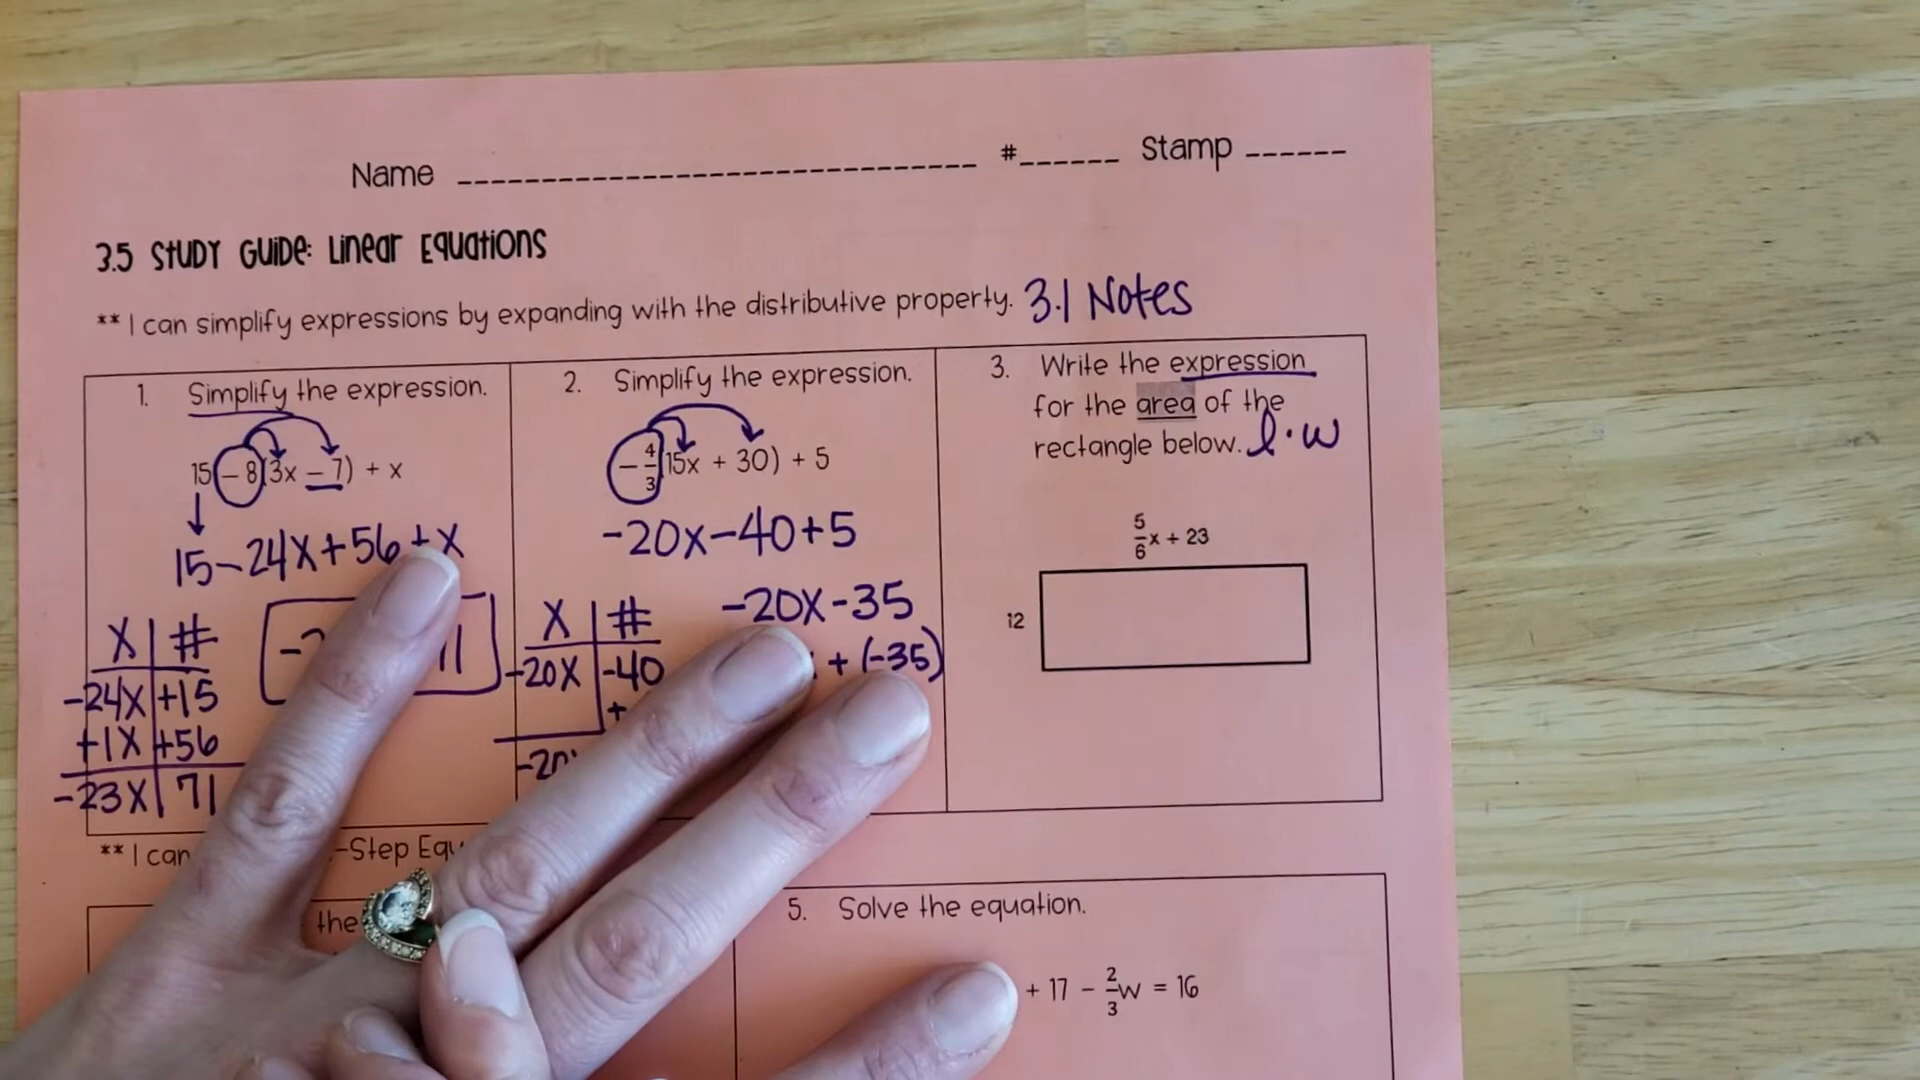 Name ____________ #______ Stamp ______
3.5 Study Guide: Linear Equations
** I can simplify expressions by expanding with the distributive property. 3.1 Notes
1. Simplify the expression.
15 - 8(3x - 7) + x
15-24x+56+x
x | #
-24x | +15
+1x | +56
-23x | 71
2. Simplify the expression.
-4/3(15x + 30) + 5
-20x-40+5
-20x-35
+ (-35)
x | #
-20x | -40
+
3. Write the expression
for the area of the
rectangle below. l·w
5/6x + 23
12
** I can -Step
the
5. Solve the equation.
+ 17 - 2/3w = 16